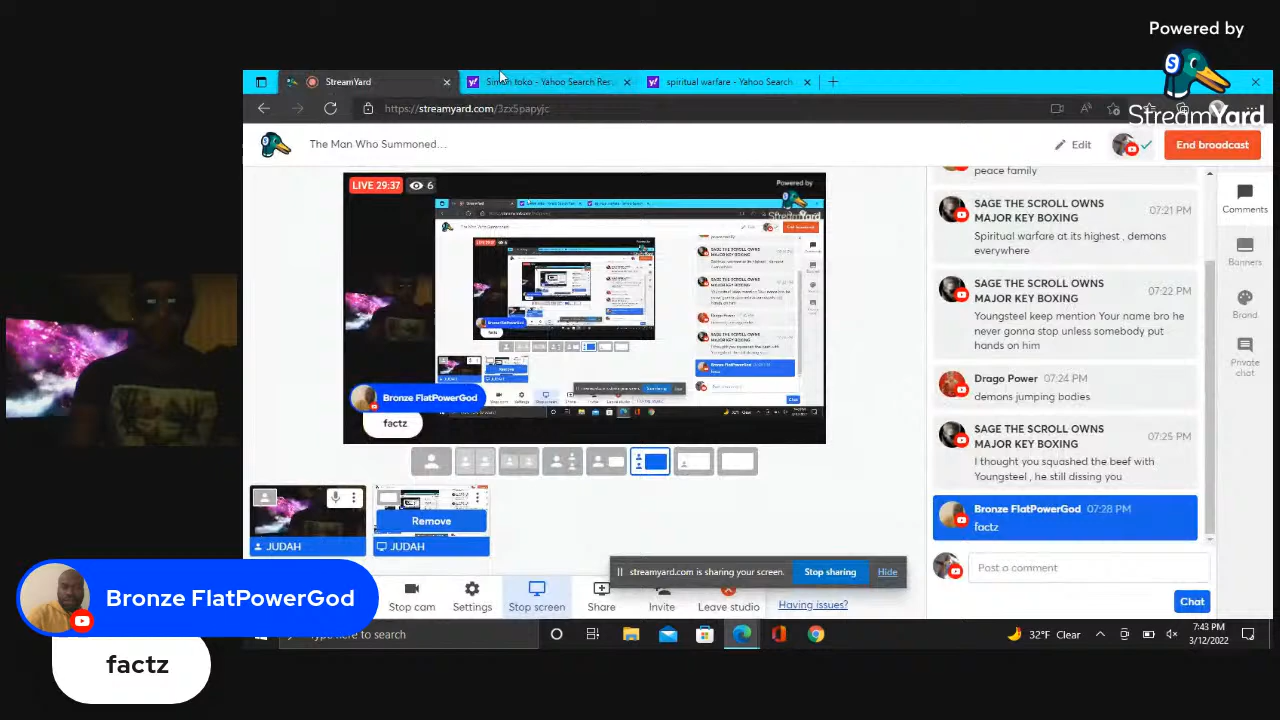 Powered by
StreamYard
StreamYard
Simon toko - Yahoo Search Res
spiritual warfare - Yahoo Search
https://streamyard.com/3zx5papyjc
The Man Who Summoned...
Edit
End broadcast
LIVE 29:37
6
Powered by
StreamYard
Bronze FlatPowerGod
factz
peace family
SAGE THE SCROLL OWNS
MAJOR KEY BOXING
07:21 PM
Spiritual warfare at its highest , demons
everywhere
SAGE THE SCROLL OWNS
MAJOR KEY BOXING
07:22 PM
Youngsteel keep mention Your name bro he
never gonna stop unless somebody put
hands on him
Drago Power
07:24 PM
demons jumping bodies
SAGE THE SCROLL OWNS
MAJOR KEY BOXING
07:25 PM
I thought you squashed the beef with
Youngsteel , he still dissing you
Bronze FlatPowerGod
07:28 PM
factz
Post a comment
Chat
Comments
Banners
Brand
Private
chat
JUDAH
Remove
JUDAH
streamyard.com is sharing your screen.
Stop sharing
Hide
Stop cam
Settings
Stop screen
Share
Invite
Leave studio
Having issues?
Type here to search
32°F Clear
7:43 PM
3/12/2022
Bronze FlatPowerGod
factz